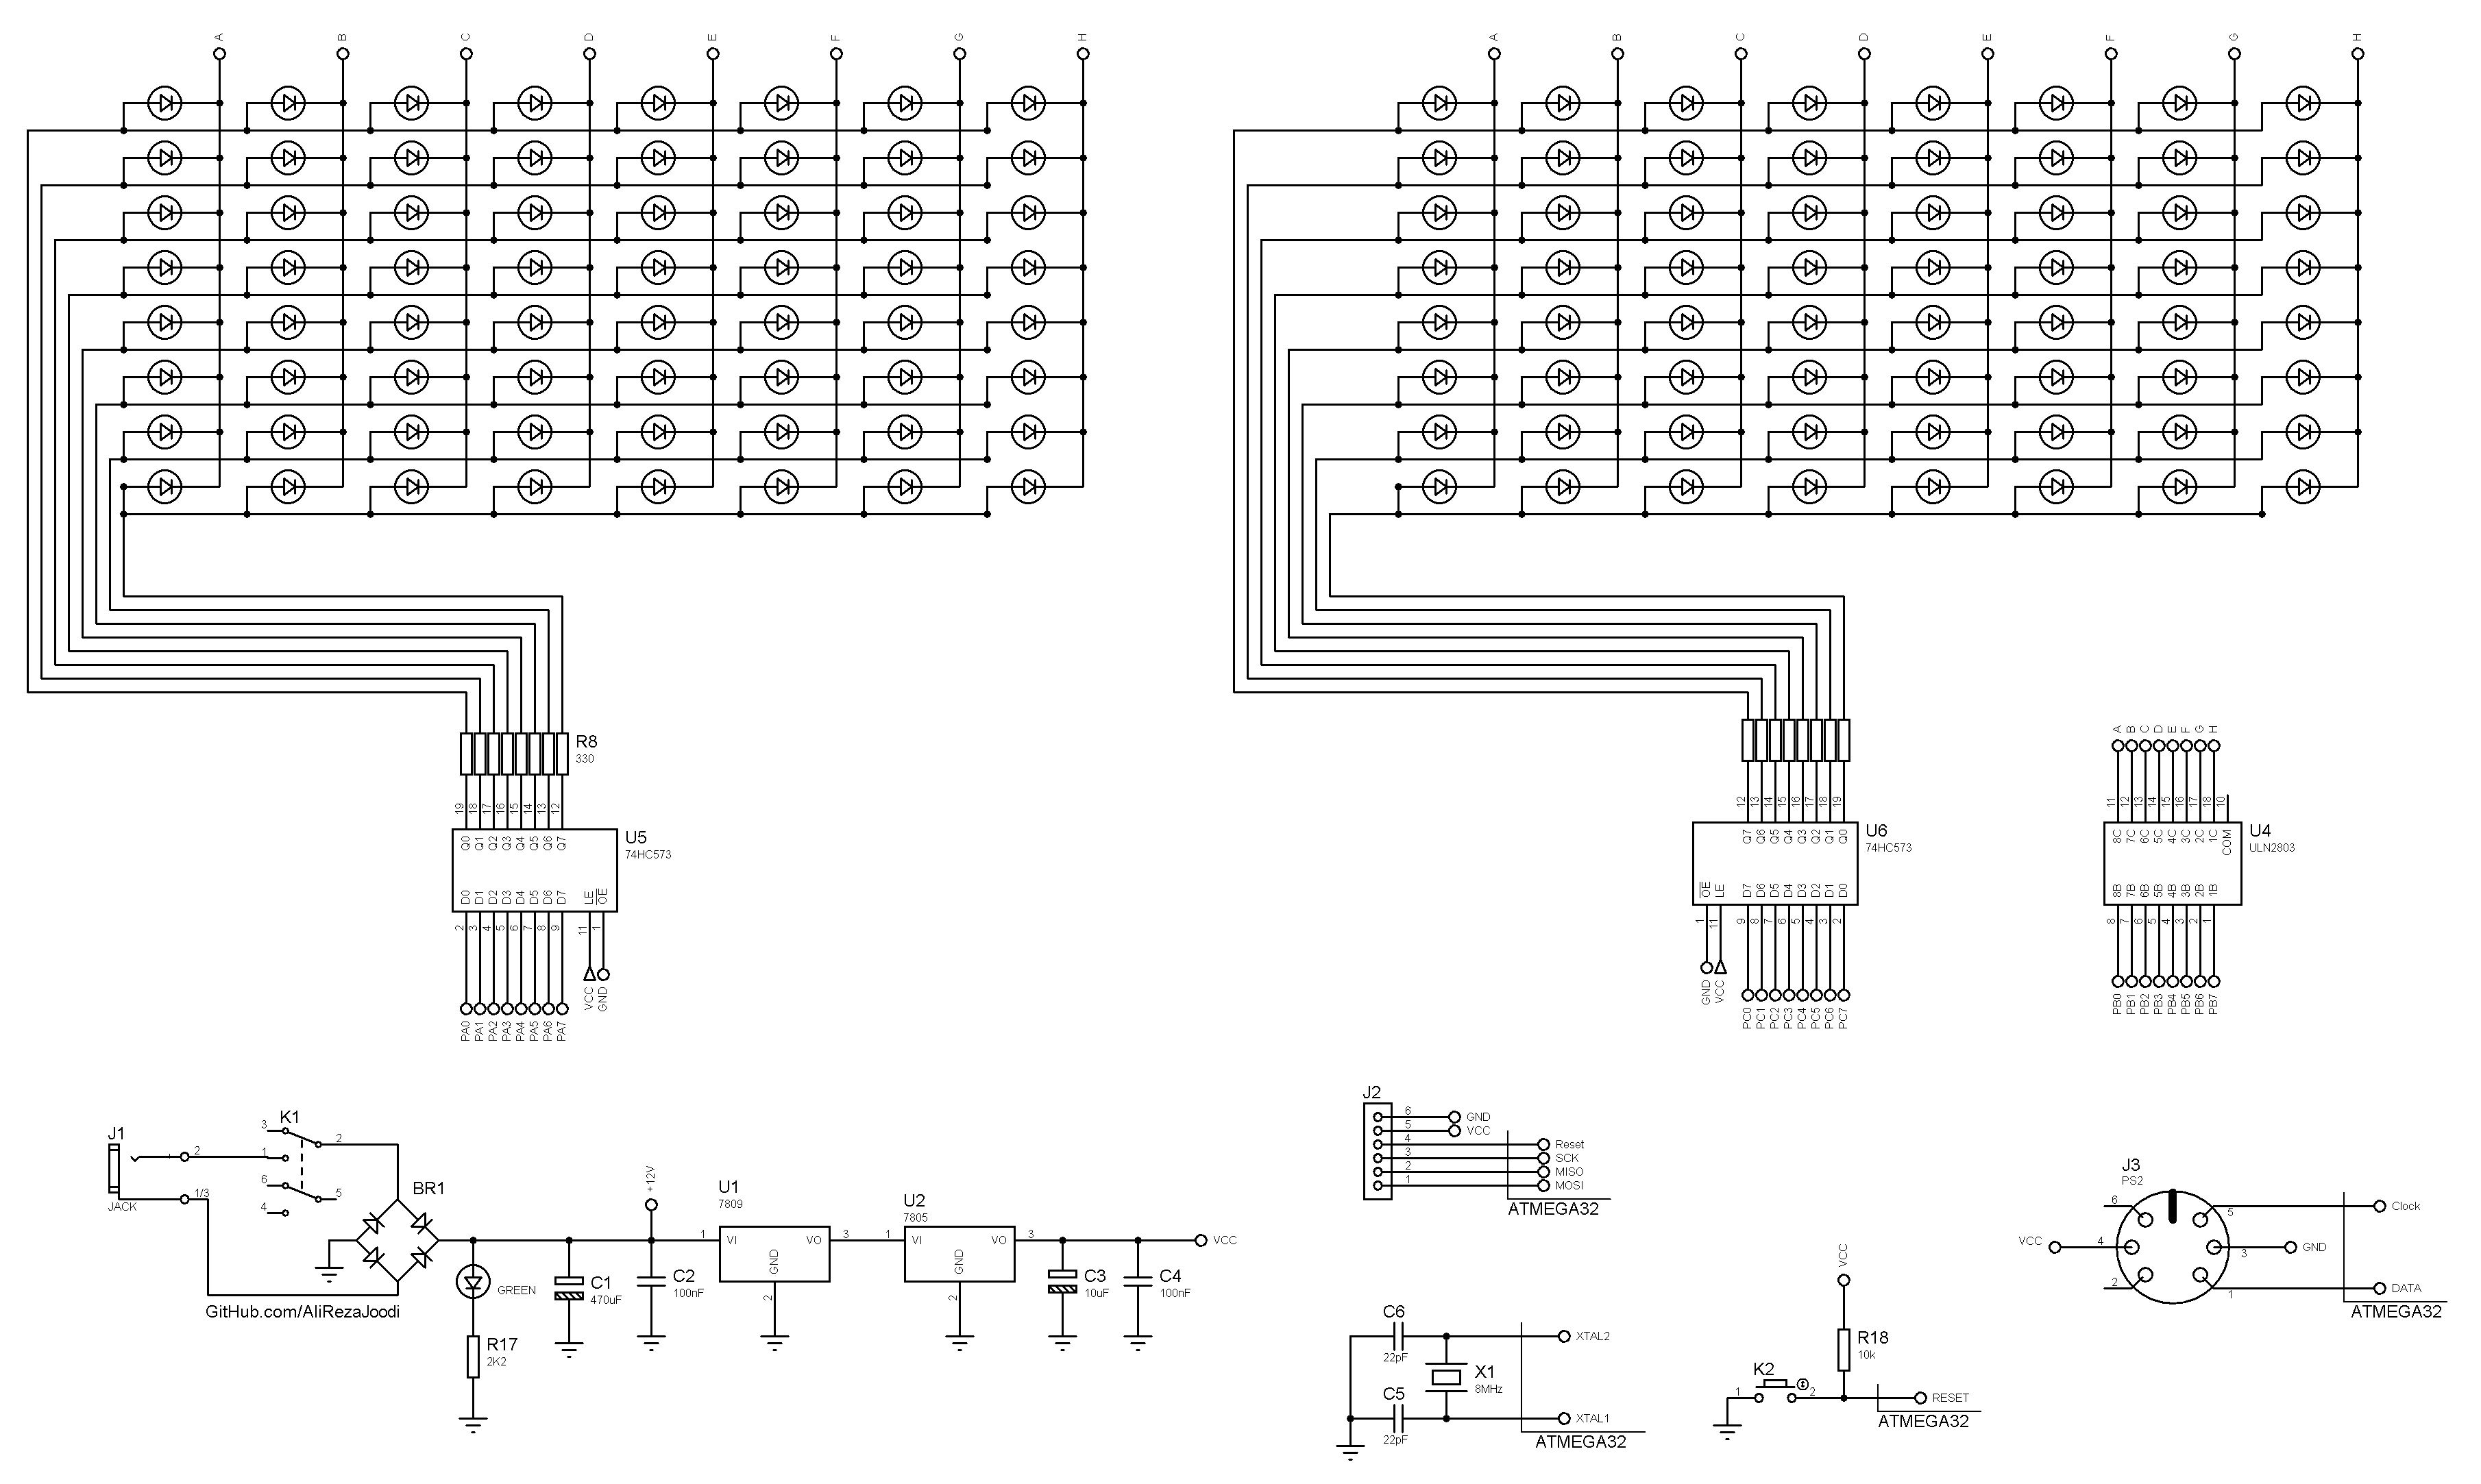 A B C D E F G H
A B C D E F G H
R8
330
19 18 17 16 15 14 13 12
Q0 Q1 Q2 Q3 Q4 Q5 Q6 Q7
U5
74HC573
D0 D1 D2 D3 D4 D5 D6 D7 LE OE
2 3 4 5 6 7 8 9 11 1
VCC GND
PA0 PA1 PA2 PA3 PA4 PA5 PA6 PA7
12 13 14 15 16 17 18 19
Q7 Q6 Q5 Q4 Q3 Q2 Q1 Q0
U6
74HC573
OE LE D7 D6 D5 D4 D3 D2 D1 D0
1 11 9 8 7 6 5 4 3 2
GND VCC
PC0 PC1 PC2 PC3 PC4 PC5 PC6 PC7
A B C D E F G H
11 12 13 14 15 16 17 18 10
8C 7C 6C 5C 4C 3C 2C 1C COM
U4
ULN2803
8B 7B 6B 5B 4B 3B 2B 1B
8 7 6 5 4 3 2 1
PB0 PB1 PB2 PB3 PB4 PB5 PB6 PB7
J1
JACK
2
1/3
K1
3
1
2
6
4
5
BR1
GitHub.com/AliRezaJoodi
GREEN
R17
2K2
C1
470uF
+12V
C2
100nF
U1
7809
1 VI VO 3
GND
2
U2
7805
1 VI VO 3
GND
2
C3
10uF
C4
100nF
VCC
J2
6 GND
5 VCC
4 Reset
3 SCK
2 MISO
1 MOSI
ATMEGA32
C6
22pF
XTAL2
X1
8MHz
C5
22pF
XTAL1
ATMEGA32
VCC
R18
10k
K2
1 2
RESET
ATMEGA32
J3
PS2
6
5 Clock
VCC 4
3 GND
2
1 DATA
ATMEGA32